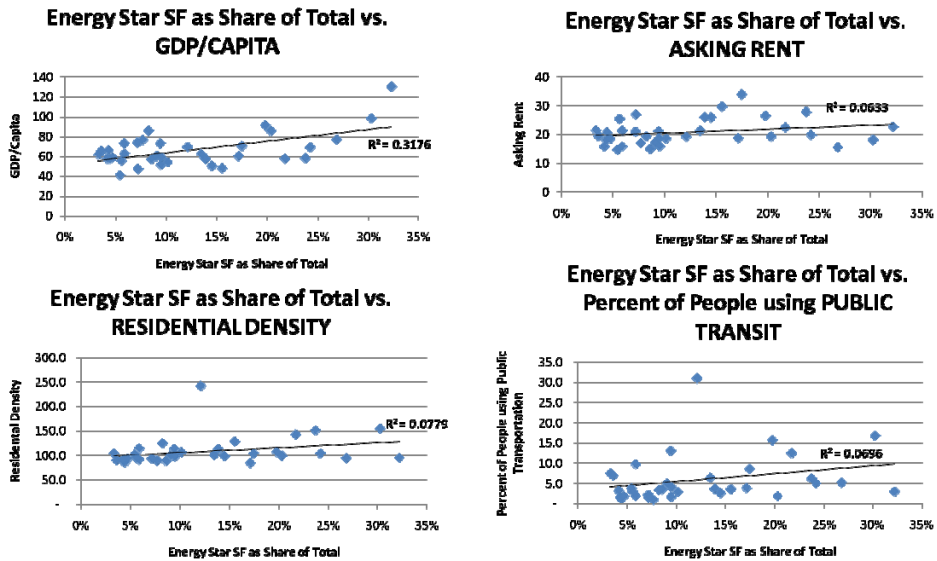 Energy Star SF as Share of Total vs.
GDP/CAPITA
140
120
100
80
60
40
20
0
GDP/Capita
R² = 0.3176
0%
5%
10%
15%
20%
25%
30%
35%
Energy Star SF as Share of Total
Energy Star SF as Share of Total vs.
ASKING RENT
40
30
20
10
0
Asking Rent
R² = 0.0633
0%
5%
10%
15%
20%
25%
30%
35%
Energy Star SF as Share of Total
Energy Star SF as Share of Total vs.
RESIDENTIAL DENSITY
300.0
250.0
200.0
150.0
100.0
50.0
-
Residential Density
R² = 0.0779
0%
5%
10%
15%
20%
25%
30%
35%
Energy Star SF as Share of Total
Energy Star SF as Share of Total vs.
Percent of People using PUBLIC
TRANSIT
35.0
30.0
25.0
20.0
15.0
10.0
5.0
-
Percent of People using Public
Transportation
R² = 0.0696
0%
5%
10%
15%
20%
25%
30%
35%
Energy Star SF as Share of Total